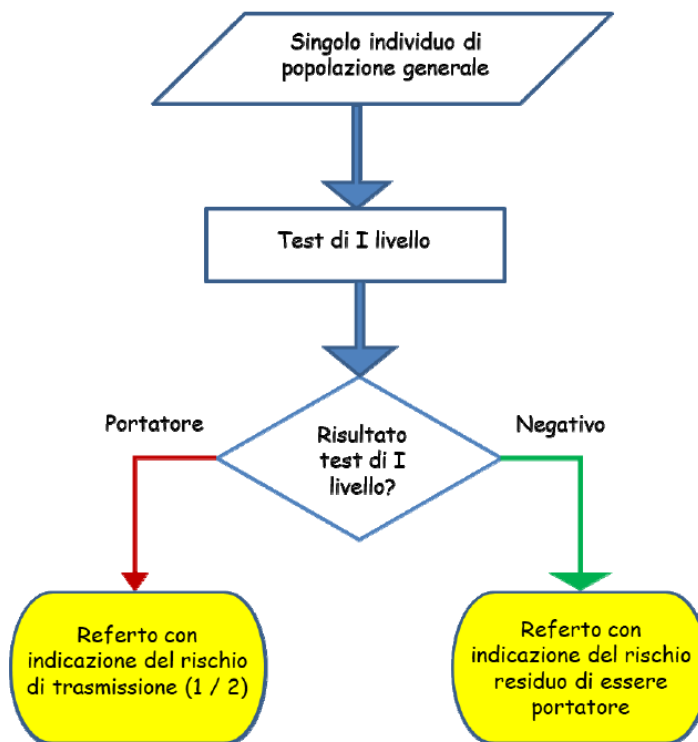 Singolo individuo di
popolazione generale
Test di I livello
Portatore
Negativo
Risultato
test di I
livello?
Referto con
indicazione del rischio
di trasmissione (1 / 2)
Referto con
indicazione del rischio
residuo di essere
portatore